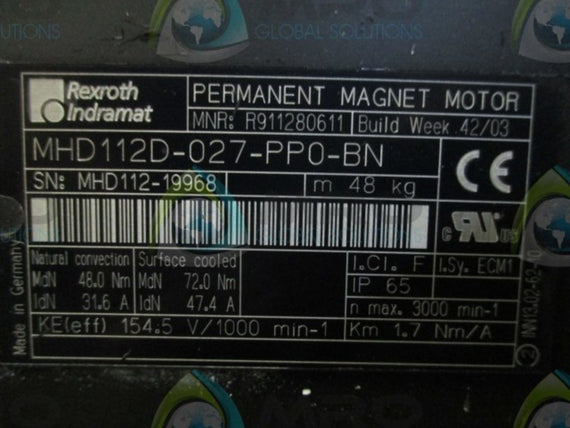 GLOBAL SOLUTIONS
Rexroth
Indramat
PERMANENT MAGNET MOTOR
MNR: R911280611 Build Week 42/03
MHD112D-027-PP0-BN
SN: MHD112-19968 m 48 kg
CE
c us
Natural convection Surface cooled
MdN 48.0 Nm MdN 72.0 Nm
IdN 31.6 A IdN 47.4 A
I.Cl. F I.Sy. ECM1
IP 65
n max. 3000 min-1
KE(eff) 154.5 V/1000 min-1 Km 1.7 Nm/A
Made in Germany